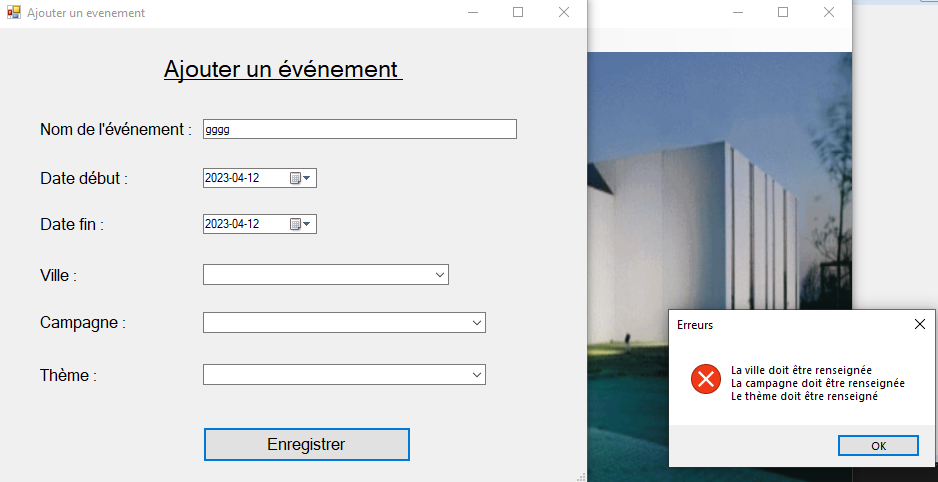 Ajouter un evenement
Ajouter un événement
Nom de l'événement : gggg
Date début : 2023-04-12
Date fin : 2023-04-12
Ville :
Campagne :
Thème :
Enregistrer
Erreurs
La ville doit être renseignée
La campagne doit être renseignée
Le thème doit être renseigné
OK